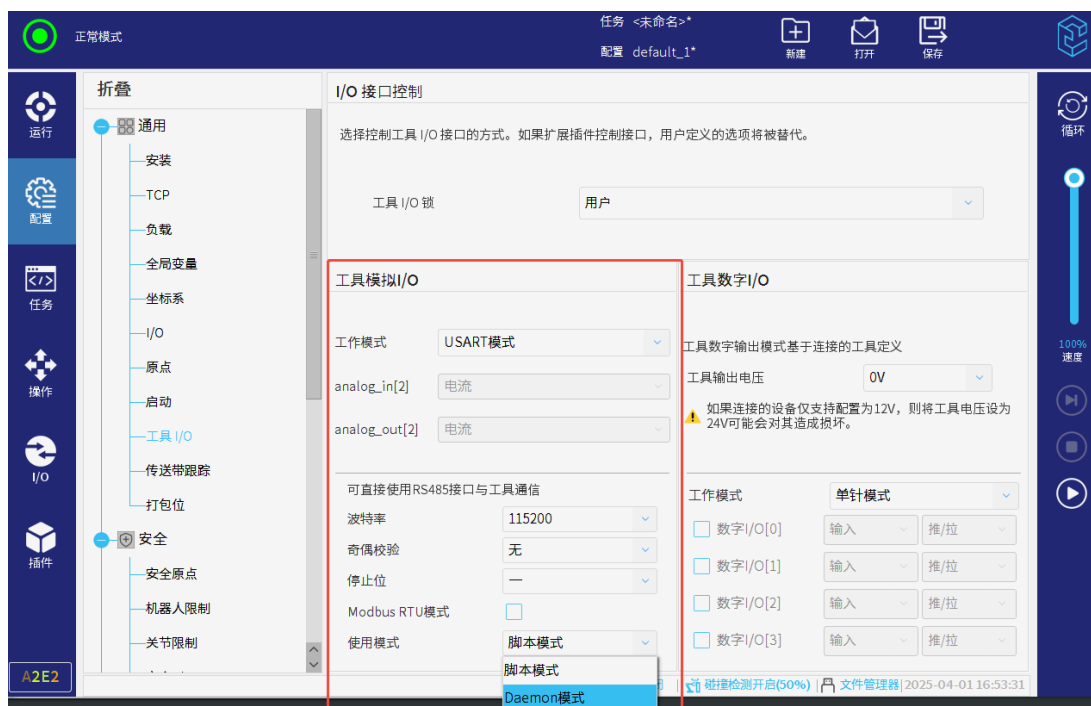 正常模式
任务 <未命名>*
配置 default_1*
新建
打开
保存
运行
配置
任务
操作
I/O
插件
A2E2
折叠
通用
安装
TCP
负载
全局变量
坐标系
I/O
原点
启动
工具 I/O
传送带跟踪
打包位
安全
安全原点
机器人限制
关节限制
I/O 接口控制
选择控制工具 I/O 接口的方式。如果扩展插件控制接口，用户定义的选项将被替代。
工具 I/O 锁 用户
工具模拟I/O
工作模式 USART模式
analog_in[2] 电流
analog_out[2] 电流
可直接使用RS485接口与工具通信
波特率 115200
奇偶校验 无
停止位 一
Modbus RTU模式
使用模式 脚本模式
脚本模式
Daemon模式
工具数字I/O
工具数字输出模式基于连接的工具定义
工具输出电压 0V
如果连接的设备仅支持配置为12V，则将工具电压设为
24V可能会对其造成损坏。
工作模式 单针模式
数字I/O[0] 输入 推/拉
数字I/O[1] 输入 推/拉
数字I/O[2] 输入 推/拉
数字I/O[3] 输入 推/拉
碰撞检测开启(50%) | 文件管理器 | 2025-04-01 16:53:31
循环
100%
速度